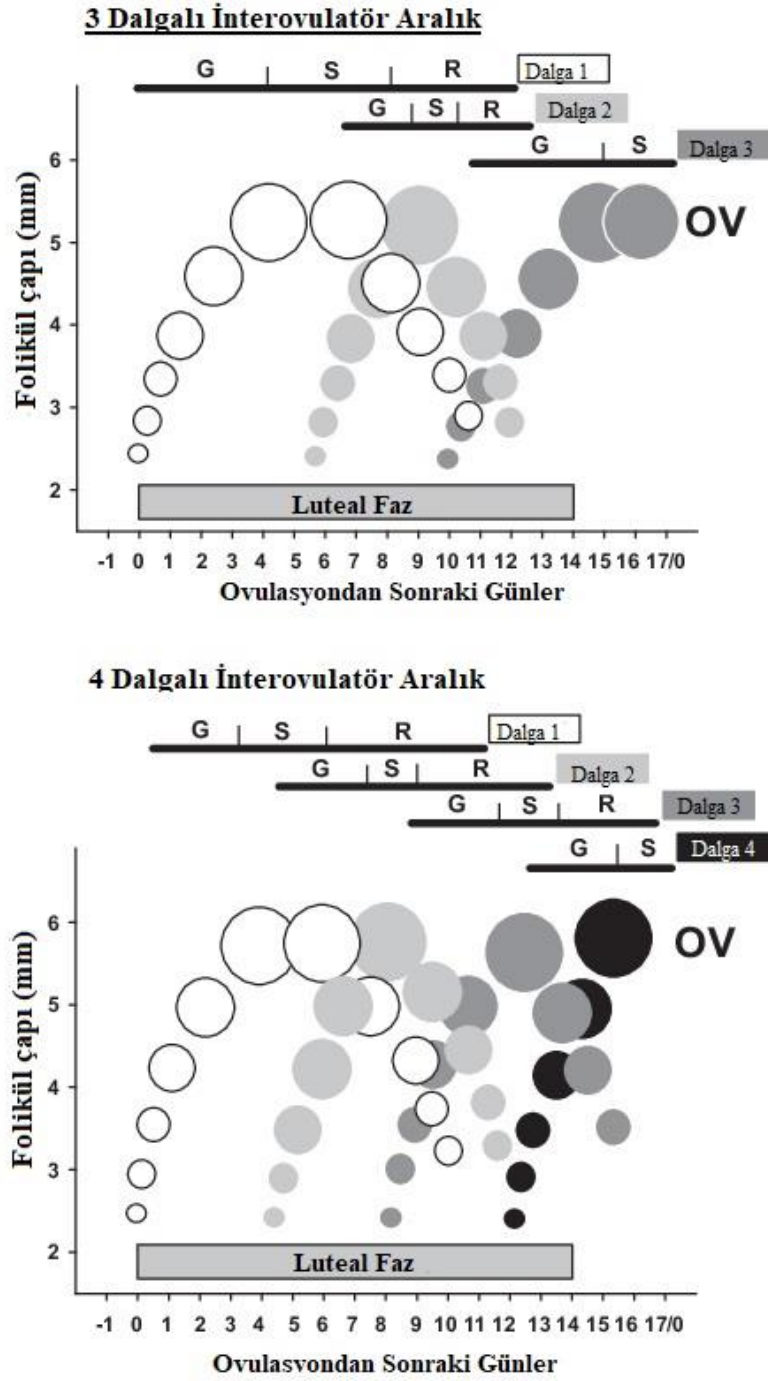 3 Dalgalı İnterovulatör Aralık
G S R Dalga 1
G S R Dalga 2
G S Dalga 3
6
OV
5
4
3
2
Folikül çapı (mm)
Luteal Faz
-1 0 1 2 3 4 5 6 7 8 9 10 11 12 13 14 15 16 17/0
Ovulasyondan Sonraki Günler
4 Dalgalı İnterovulatör Aralık
G S R Dalga 1
G S R Dalga 2
G S R Dalga 3
G S Dalga 4
6
OV
5
4
3
2
Folikül çapı (mm)
Luteal Faz
-1 0 1 2 3 4 5 6 7 8 9 10 11 12 13 14 15 16 17/0
Ovulasyondan Sonraki Günler